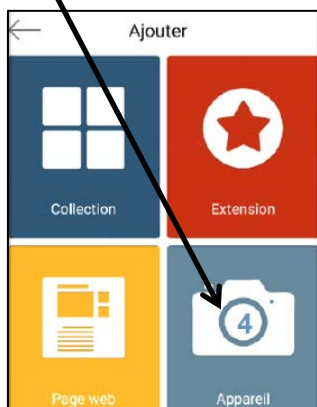 Ajouter
Collection
Extension
4
Page web
Appareil